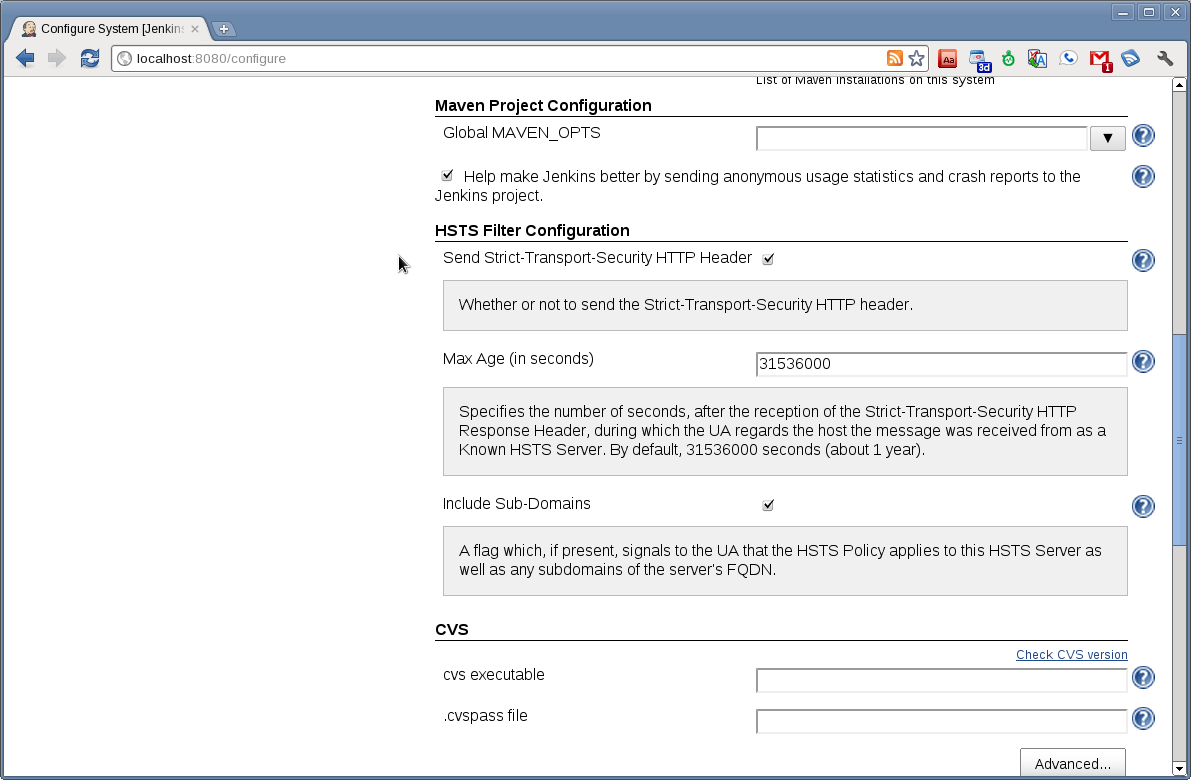 Configure System [Jenkins
localhost:8080/configure
Aa
3d
1
List of Maven installations on this system
Maven Project Configuration
Global MAVEN_OPTS
▼
Help make Jenkins better by sending anonymous usage statistics and crash reports to the
Jenkins project.
HSTS Filter Configuration
Send Strict-Transport-Security HTTP Header
Whether or not to send the Strict-Transport-Security HTTP header.
Max Age (in seconds)
31536000
Specifies the number of seconds, after the reception of the Strict-Transport-Security HTTP
Response Header, during which the UA regards the host the message was received from as a
Known HSTS Server. By default, 31536000 seconds (about 1 year).
Include Sub-Domains
A flag which, if present, signals to the UA that the HSTS Policy applies to this HSTS Server as
well as any subdomains of the server's FQDN.
CVS
Check CVS version
cvs executable
.cvspass file
Advanced...